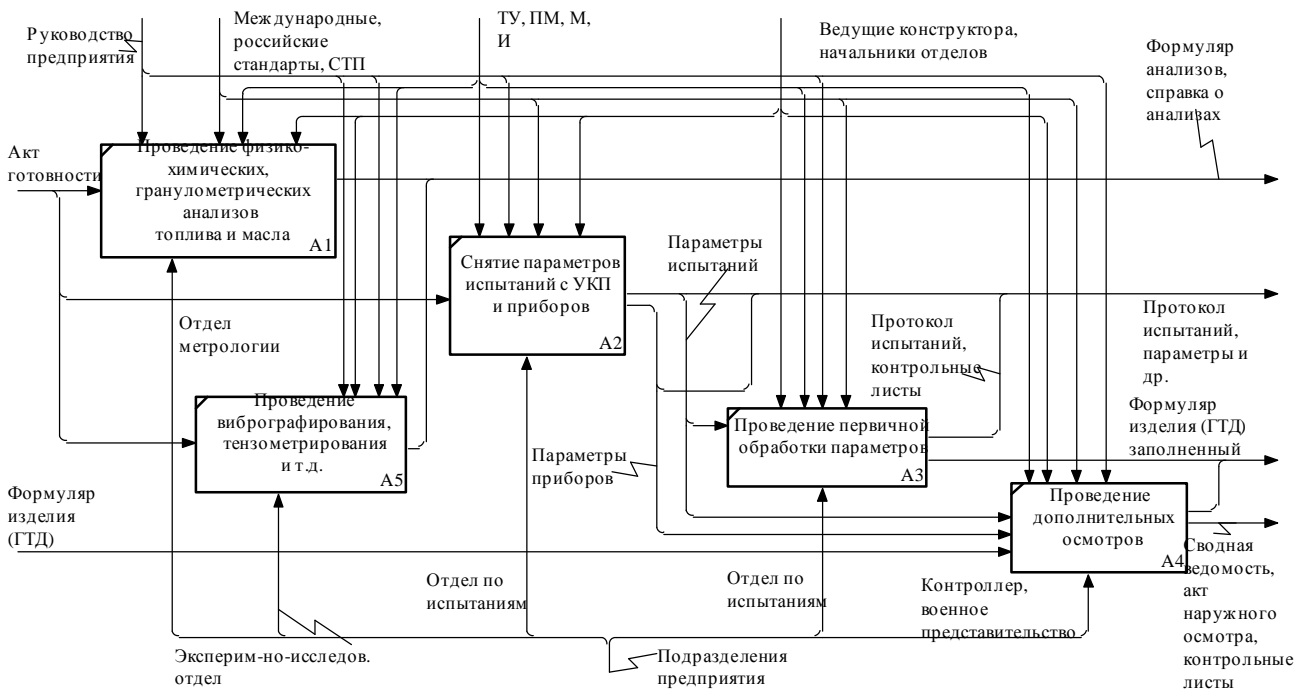 Руководство
предприятия
Международные,
российские
стандарты, СТП
ТУ, ПМ, М,
И
Ведущие конструктора,
начальники отделов
Формуляр
анализов,
справка о
анализах
Акт
готовности
Проведение физико-
химических,
гранулометрических
анализов
топлива и масла
A1
Снятие параметров
испытаний с УКП
и приборов
A2
Параметры
испытаний
Отдел
метрологии
Протокол
испытаний,
контрольные
листы
Протокол
испытаний,
параметры и
др.
Проведение
вибрографирования,
тензометрирования
и т.д.
A5
Проведение первичной
обработки параметров
A3
Формуляр
изделия (ГТД)
заполненный
Параметры
приборов
Формуляр
изделия
(ГТД)
Проведение
дополнительных
осмотров
A4
Сводная
ведомость,
акт
наружного
осмотра,
контрольные
листы
Отдел по
испытаниям
Отдел по
испытаниям
Контроллер,
военное
представительство
Эксперим-но-исследов.
отдел
Подразделения
предприятия